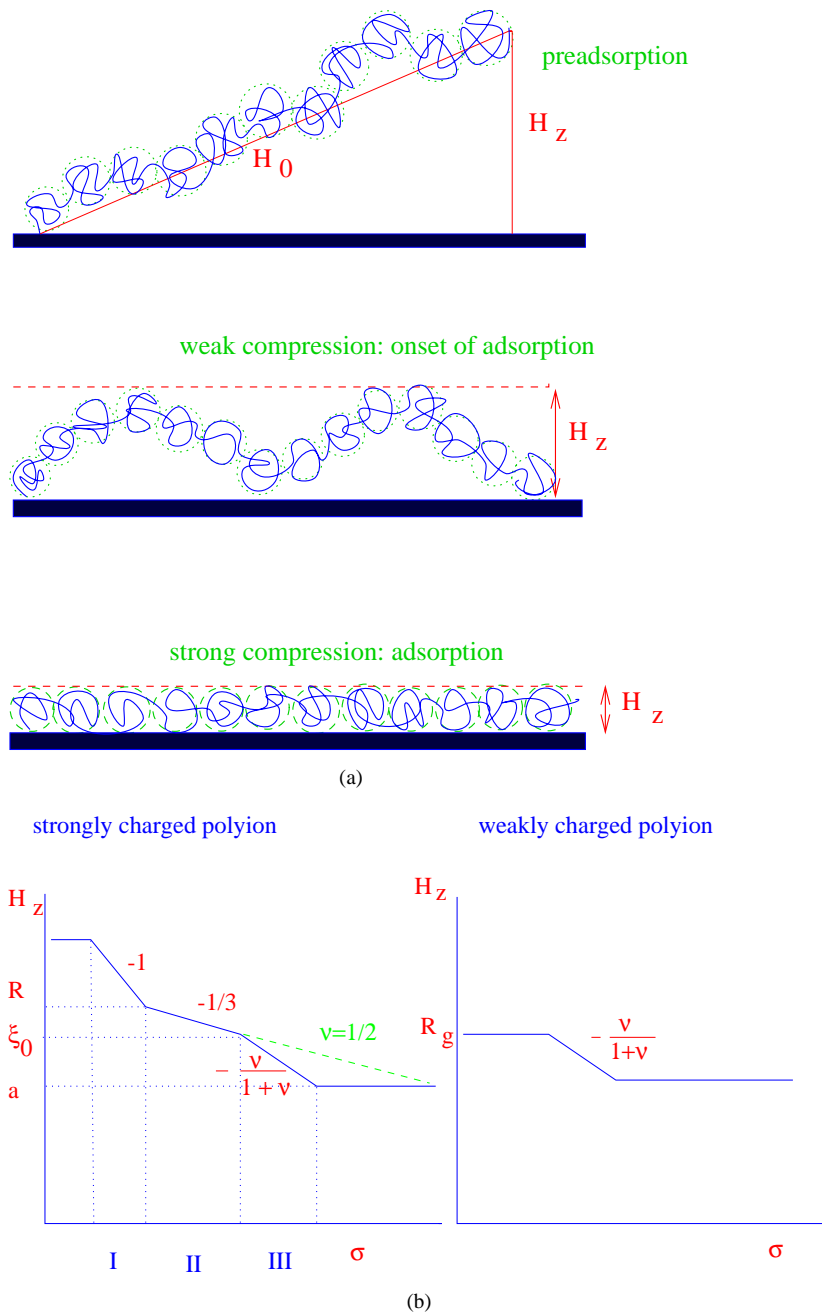 preadsorption
H z
H 0
weak compression: onset of adsorption
H z
strong compression: adsorption
H z
(a)
strongly charged polyion
weakly charged polyion
H z
-1
R
-1/3
ξ0
ν=1/2
- ν
1 + ν
a
I
II
III
σ
H z
R g
- ν
1+ν
σ
(b)